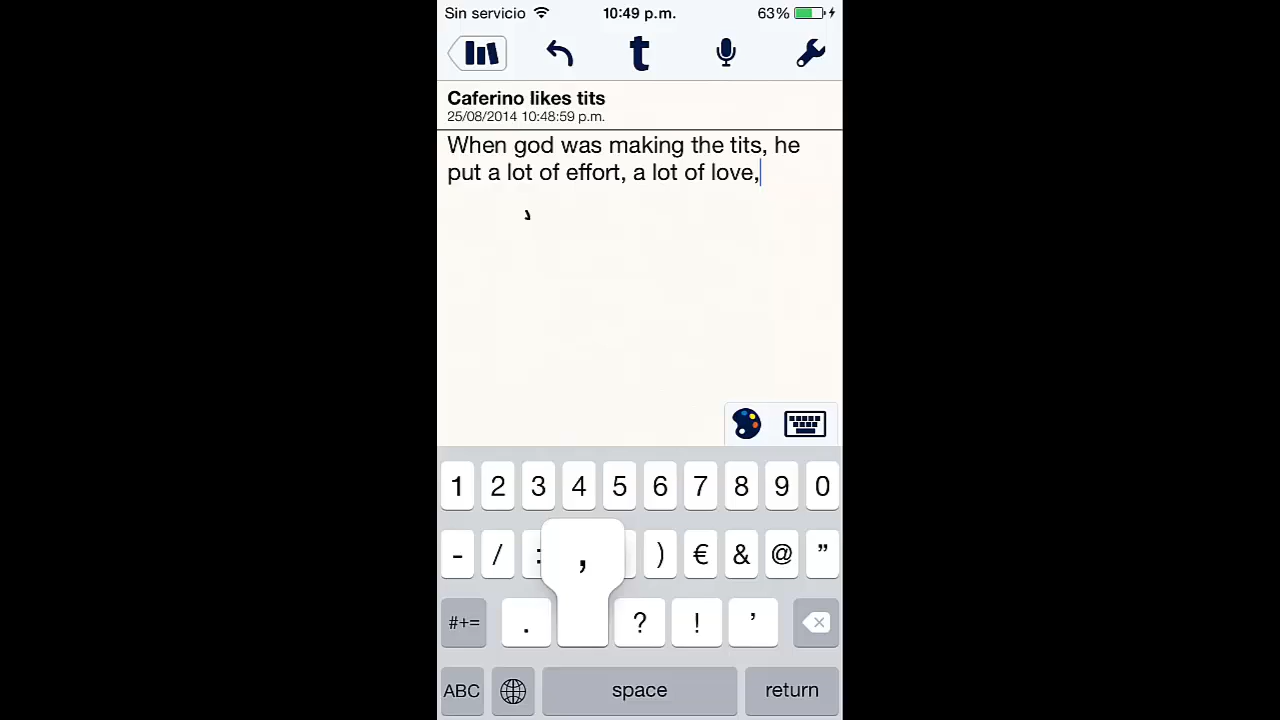 Sin servicio 10:49 p.m. 63%
t
Caferino likes tits
25/08/2014 10:48:59 p.m.
When god was making the tits, he
put a lot of effort, a lot of love,
1 2 3 4 5 6 7 8 9 0
- / : , ) € & @ ”
#+= . ? ! ’
ABC space return